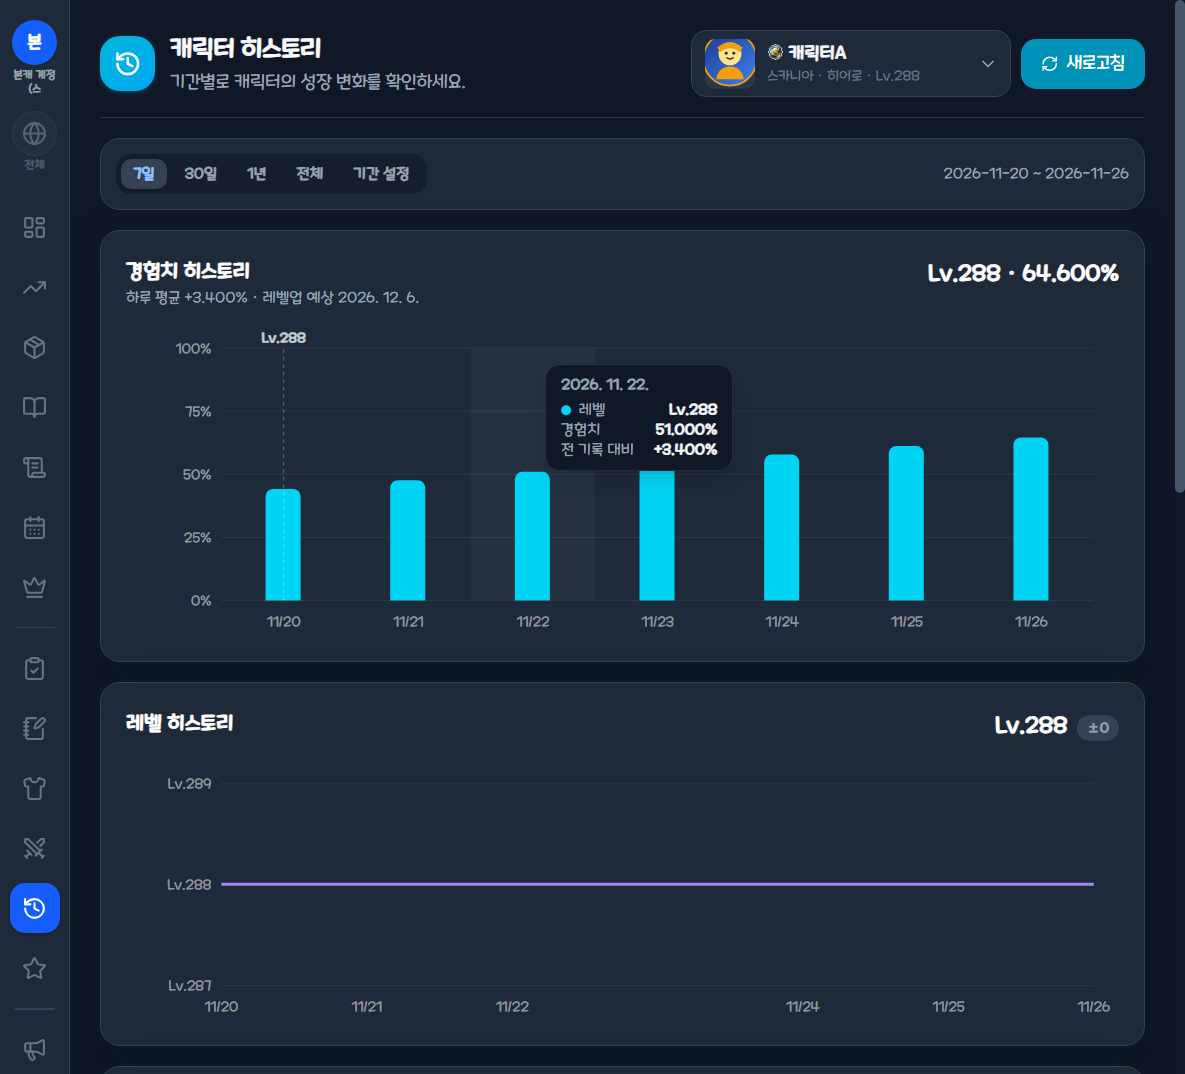 본
본캐 계정
(스
전체
캐릭터 히스토리
기간별로 캐릭터의 성장 변화를 확인하세요.
캐릭터A
스카니아 · 히어로 · Lv.288
새로고침
7일
30일
1년
전체
기간 설정
2026-11-20 ~ 2026-11-26
경험치 히스토리
하루 평균 +3.400% · 레벨업 예상 2026. 12. 6.
Lv.288 · 64.600%
Lv.288
100%
75%
50%
25%
0%
2026. 11. 22.
레벨 Lv.288
경험치 51.000%
전 기록 대비 +3.400%
11/20
11/21
11/22
11/23
11/24
11/25
11/26
레벨 히스토리
Lv.288 ±0
Lv.289
Lv.288
Lv.287
11/20
11/21
11/22
11/24
11/25
11/26